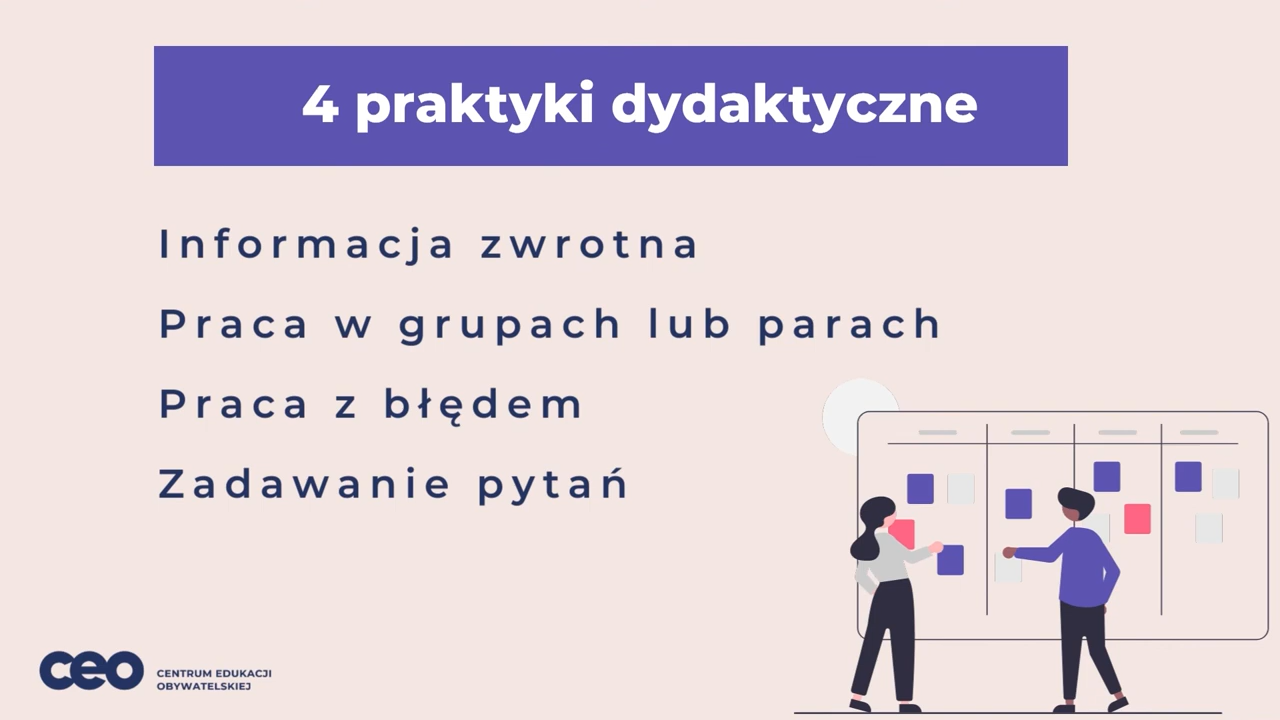 4 praktyki dydaktyczne
Informacja zwrotna
Praca w grupach lub parach
Praca z błędem
Zadawanie pytań
ceo
CENTRUM EDUKACJI
OBYWATELSKIEJ